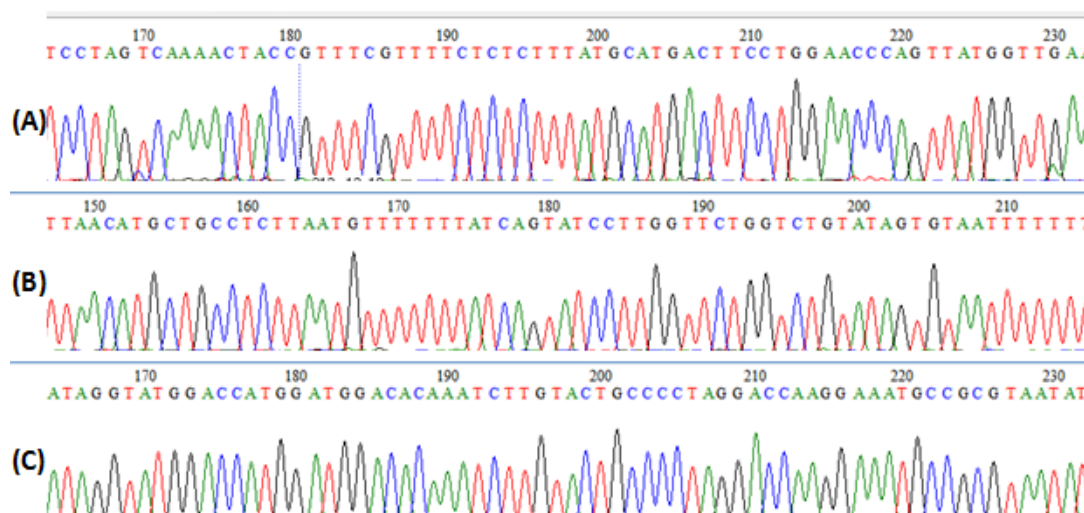 170 180 190 200 210 220 230
TCCTAGTCAAAACTACCGTTTCGTTTTCTCTCTTTATGCATGACTTCCTGGAACCCAGTTATGGTTGAA
(A)
150 160 170 180 190 200 210
TTAACATGCTGCCTCTTAATGTTTTTTTATCAGTATCCTTGGTTCTGGTCTGTATAGTGTAATTTTTTT
(B)
170 180 190 200 210 220 230
ATAGGTATGGACCATGGATGGACACAAATCTTGTACTGCCCCTAGGACCAAGGAAATGCCGCGTAATAT
(C)